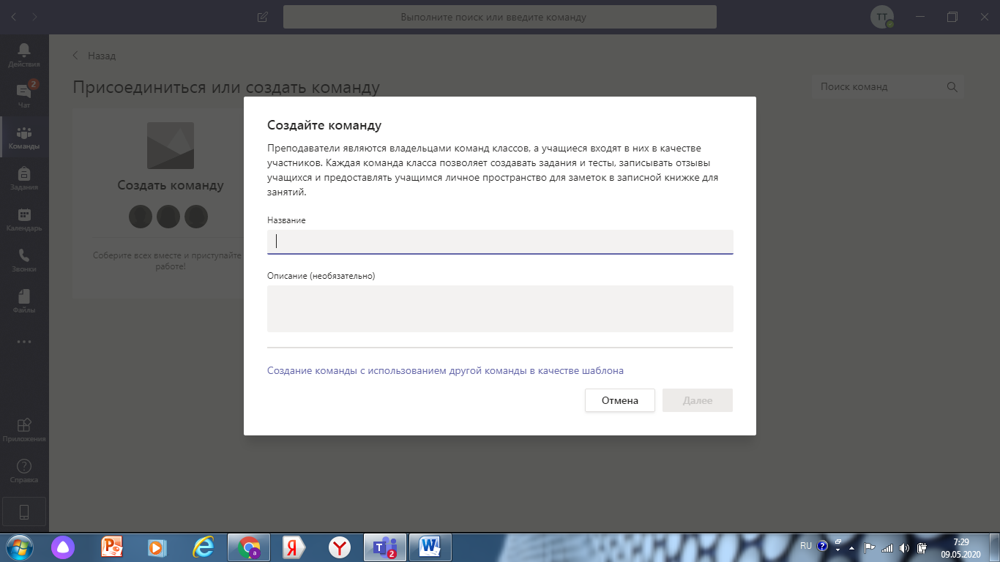 Выполните поиск или введите команду
ТТ
Действия
Назад
2
Чат
Присоединиться или создать команду
Поиск команд
Команды
Создать команду
Задания
Календарь
Соберите всех вместе и приступайте
работе!
Звонки
Файлы
Создайте команду
Преподаватели являются владельцами команд классов, а учащиеся входят в них в качестве
участников. Каждая команда класса позволяет создавать задания и тесты, записывать отзывы
учащихся и предоставлять учащимся личное пространство для заметок в записной книжке для
занятий.
Название
Описание (необязательно)
Создание команды с использованием другой команды в качестве шаблона
Отмена
Далее
Приложения
Справка
a
2
RU
7:29
09.05.2020